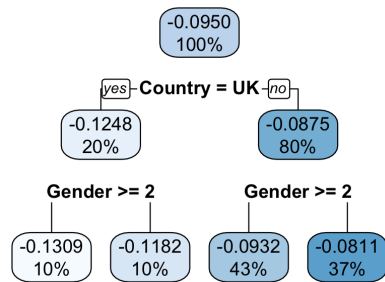 -0.0950
100%
yes Country = UK no
-0.1248 -0.0875
20% 80%
Gender >= 2 Gender >= 2
-0.1309 -0.1182 -0.0932 -0.0811
10% 10% 43% 37%